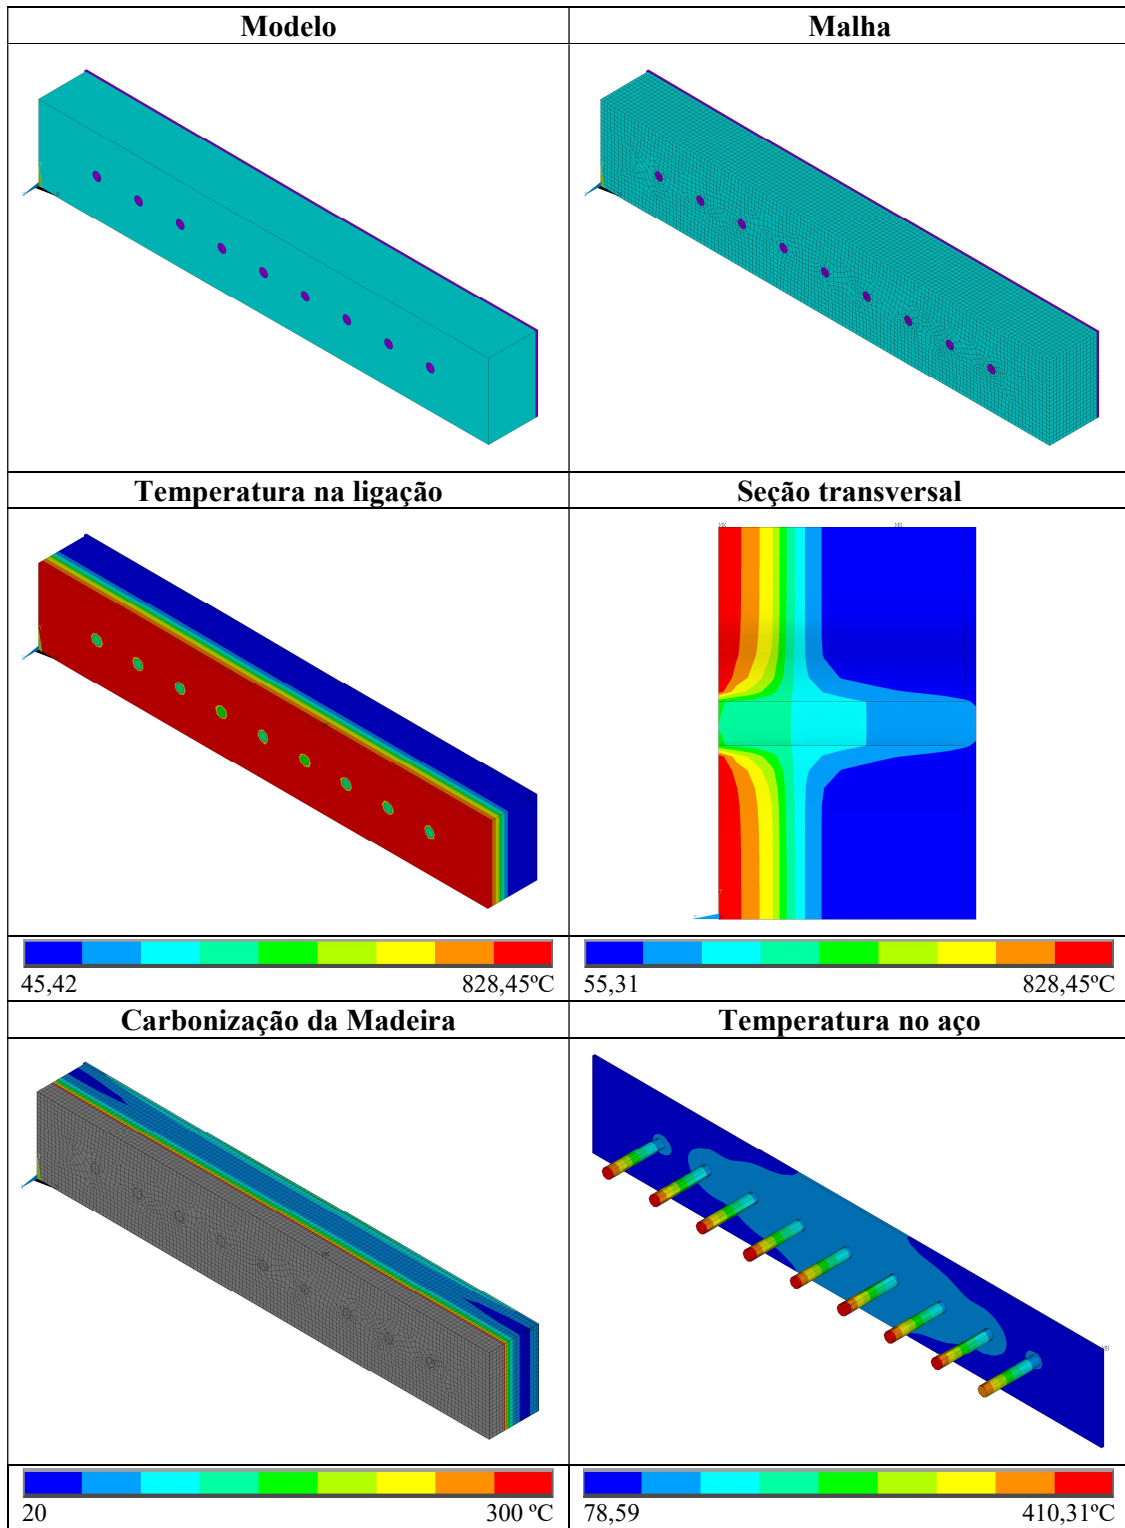 Modelo
Malha
Temperatura na ligação
Seção transversal
45,42
828,45ºC
55,31
828,45ºC
Carbonização da Madeira
Temperatura no aço
20
300 ºC
78,59
410,31ºC